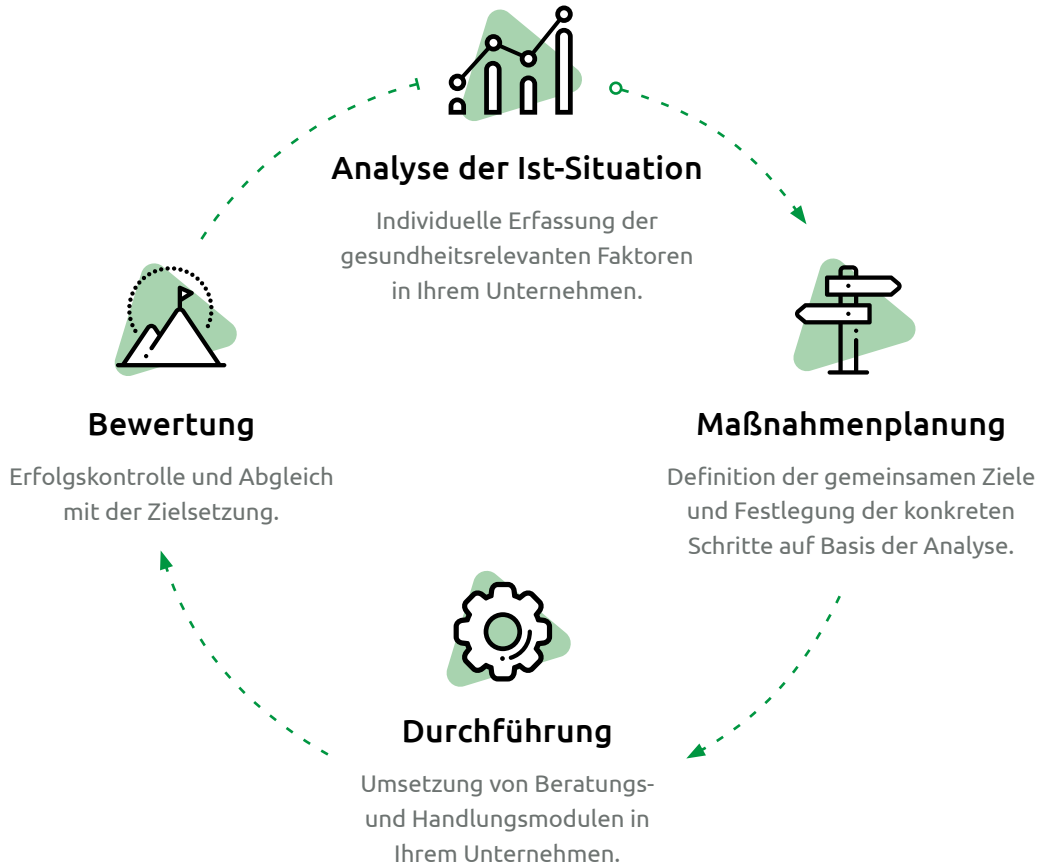 Analyse der Ist-Situation
Individuelle Erfassung der
gesundheitsrelevanten Faktoren
in Ihrem Unternehmen.
Maßnahmenplanung
Definition der gemeinsamen Ziele
und Festlegung der konkreten
Schritte auf Basis der Analyse.
Durchführung
Umsetzung von Beratungs-
und Handlungsmodulen in
Ihrem Unternehmen.
Bewertung
Erfolgskontrolle und Abgleich
mit der Zielsetzung.